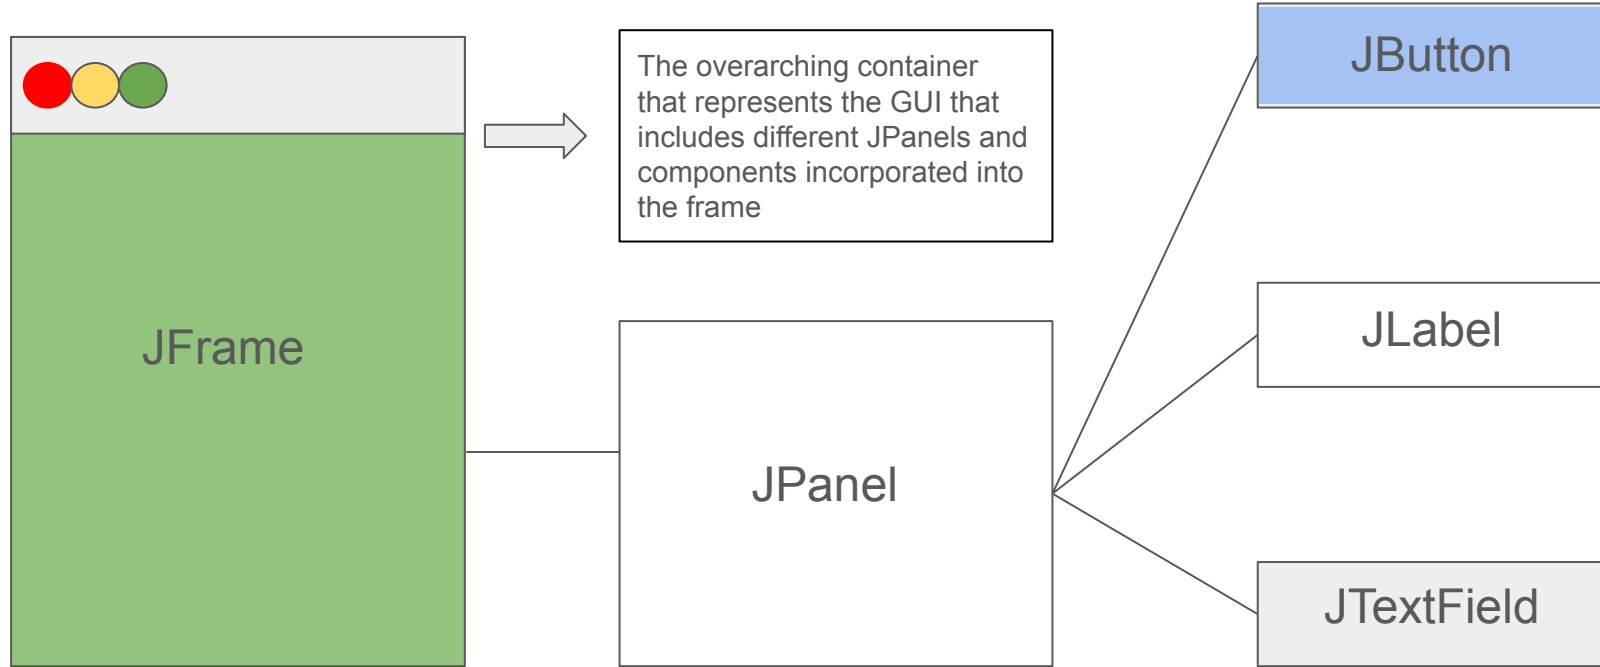 JFrame
The overarching container
that represents the GUI that
includes different JPanels and
components incorporated into
the frame
JPanel
JButton
JLabel
JTextField